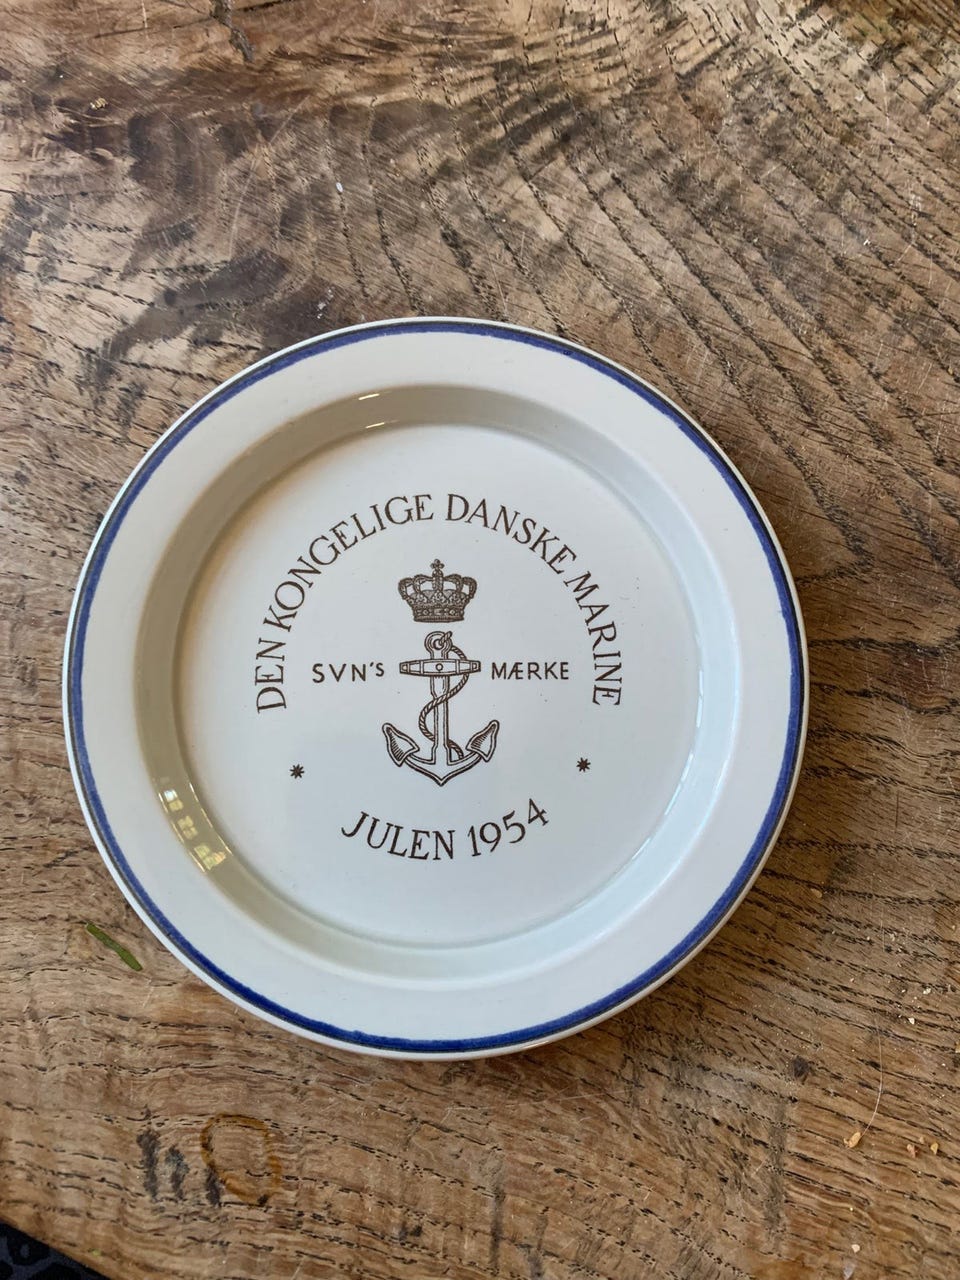 DEN KONGELIGE DANSKE MARINE
SVN'S MÆRKE
JULEN 1954